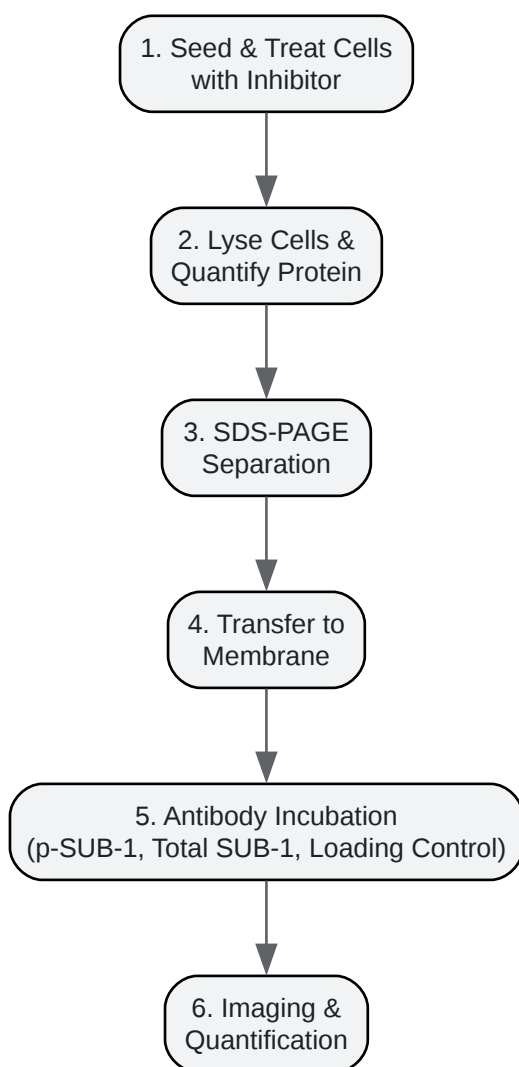 1. Seed & Treat Cells
with Inhibitor
2. Lyse Cells &
Quantify Protein
3. SDS-PAGE
Separation
4. Transfer to
Membrane
5. Antibody Incubation
(p-SUB-1, Total SUB-1, Loading Control)
6. Imaging &
Quantification